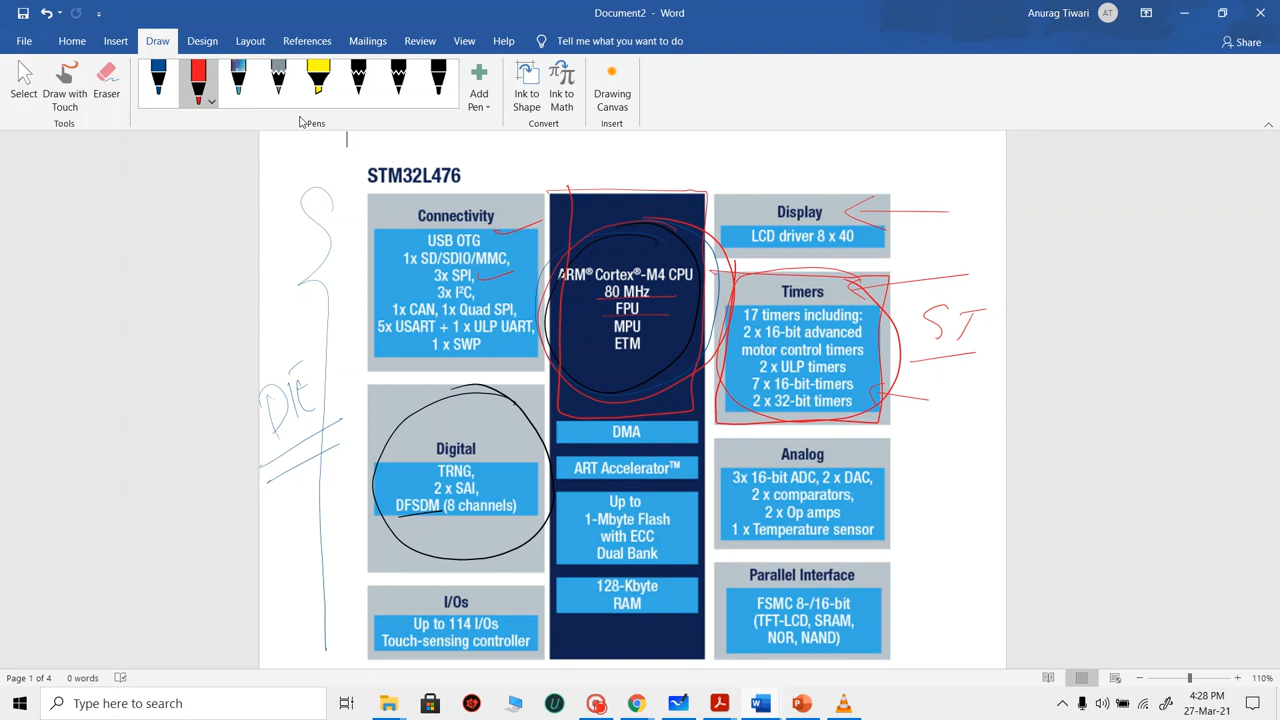 Document2 - Word
Anurag Tiwari
AT
File
Home
Insert
Draw
Design
Layout
References
Mailings
Review
View
Help
Tell me what you want to do
Share
Select
Draw with
Touch
Eraser
Tools
Pens
Add
Pen
Ink to
Shape
Ink to
Math
Convert
Drawing
Canvas
Insert
STM32L476
Connectivity
USB OTG
1x SD/SDIO/MMC,
3x SPI,
3x I²C,
1x CAN, 1x Quad SPI,
5x USART + 1 x ULP UART,
1 x SWP
Digital
TRNG,
2 x SAI,
DFSDM (8 channels)
I/Os
Up to 114 I/Os
Touch-sensing controller
DIE
ARM® Cortex®-M4 CPU
80 MHz
FPU
MPU
ETM
DMA
ART Accelerator™
Up to
1-Mbyte Flash
with ECC
Dual Bank
128-Kbyte
RAM
Display
LCD driver 8 x 40
Timers
17 timers including:
2 x 16-bit advanced
motor control timers
2 x ULP timers
7 x 16-bit-timers
2 x 32-bit timers
ST
Analog
3x 16-bit ADC, 2 x DAC,
2 x comparators,
2 x Op amps
1 x Temperature sensor
Parallel Interface
FSMC 8-/16-bit
(TFT-LCD, SRAM,
NOR, NAND)
Page 1 of 4
0 words
110%
Type here to search
4:28 PM
27-Mar-21